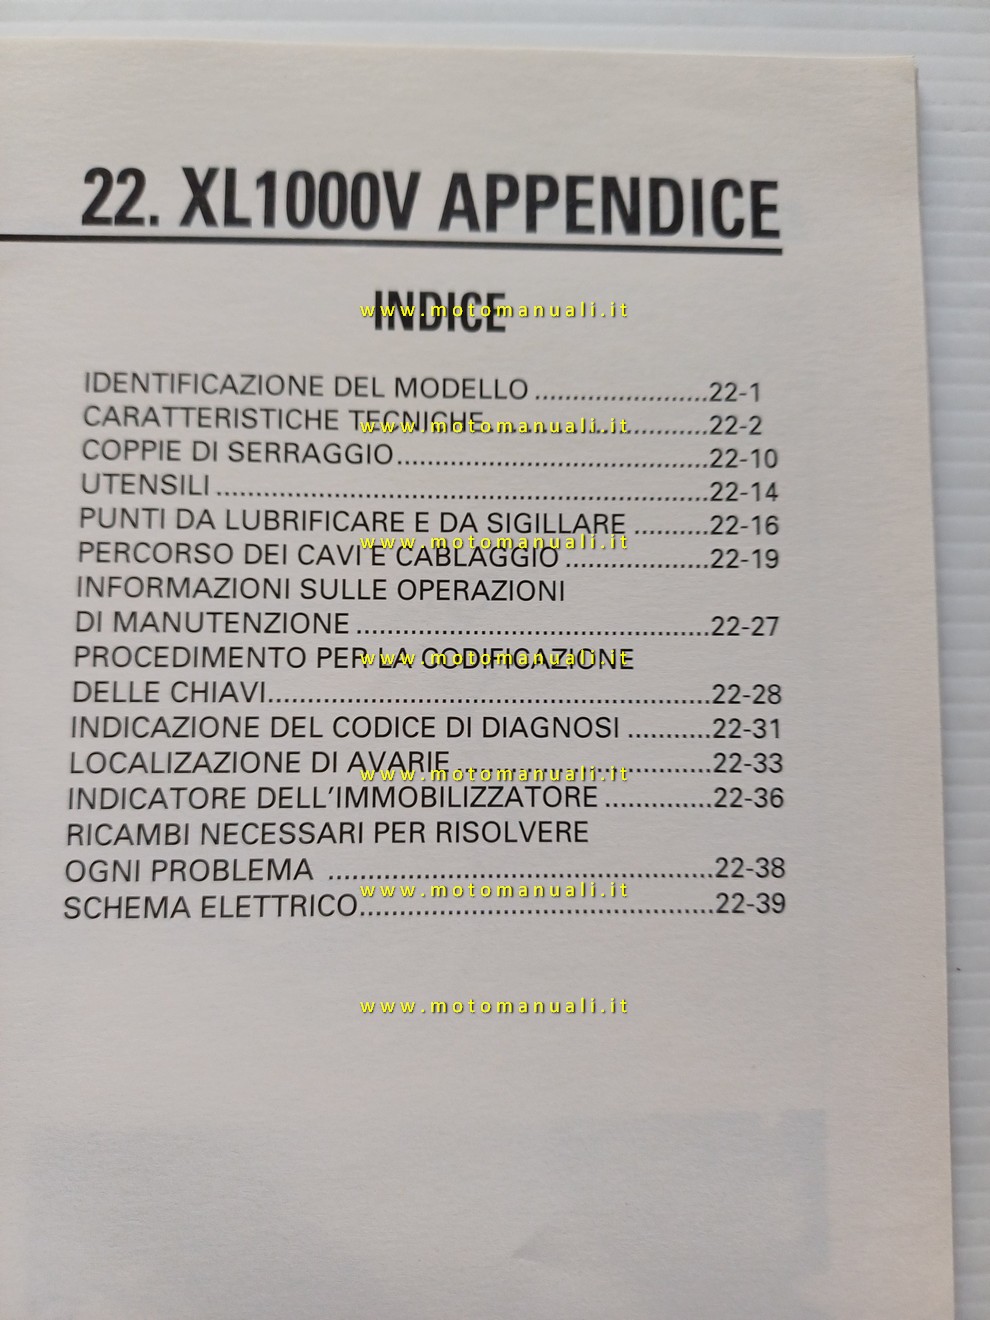 22. XL1000V APPENDICE
INDICE
www.motomanuali.it
IDENTIFICAZIONE DEL MODELLO ......................22-1
CARATTERISTICHE TECNICHE............................22-2
www.motomanuali.it
COPPIE DI SERRAGGIO.......................................22-10
UTENSILI ..............................................................22-14
PUNTI DA LUBRIFICARE E DA SIGILLARE ..........22-16
www.motomanuali.it
PERCORSO DEI CAVI E CABLAGGIO ..................22-19
INFORMAZIONI SULLE OPERAZIONI
DI MANUTENZIONE .............................................22-27
PROCEDIMENTO PER LA CODIFICAZIONE
www.motomanuali.it
DELLE CHIAVI........................................................22-28
INDICAZIONE DEL CODICE DI DIAGNOSI ...........22-31
LOCALIZAZIONE DI AVARIE ................................22-33
www.motomanuali.it
INDICATORE DELL'IMMOBILIZZATORE ..............22-36
RICAMBI NECESSARI PER RISOLVERE
OGNI PROBLEMA .................................................22-38
www.motomanuali.it
SCHEMA ELETTRICO.............................................22-39
www.motomanuali.it